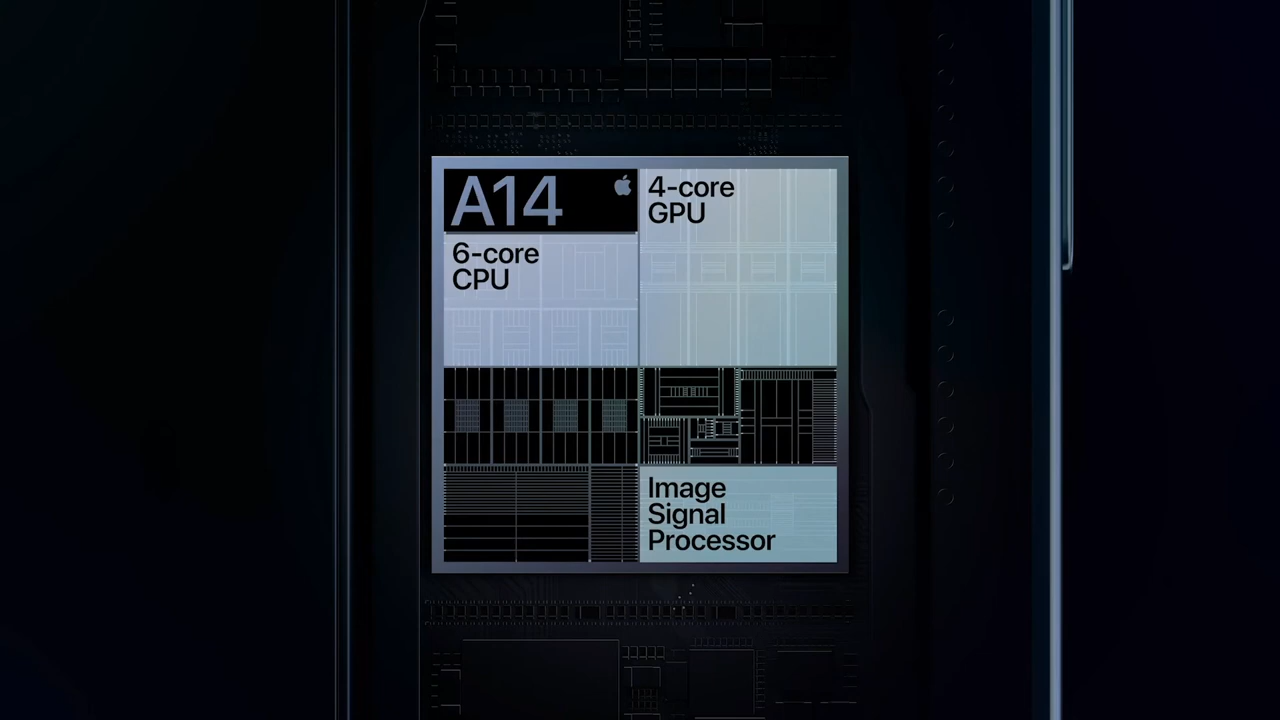 A14
6-core
CPU
4-core
GPU
Image
Signal
Processor